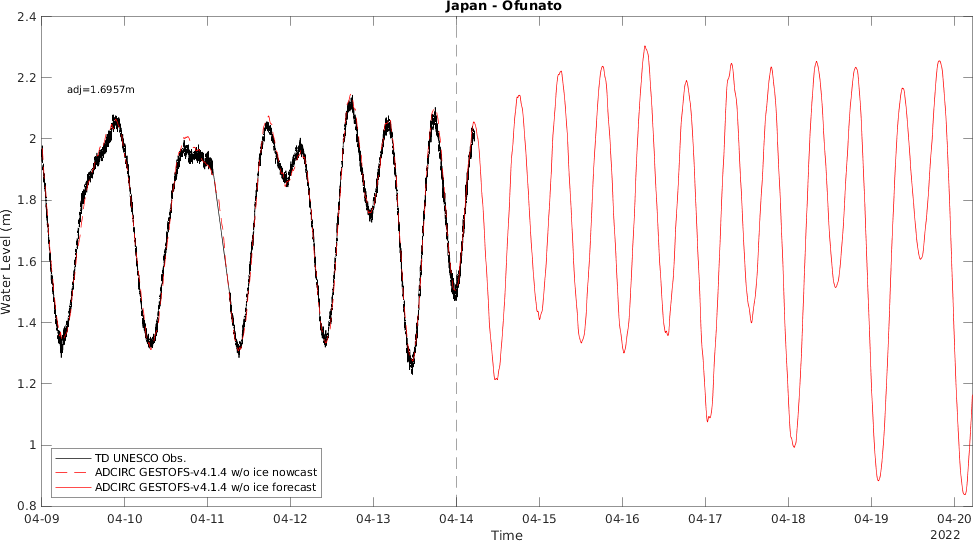 Japan - Ofunato
2.4
2.2
2
1.8
1.6
1.4
1.2
1
0.8
Water Level (m)
adj=1.6957m
TD UNESCO Obs.
ADCIRC GESTOFS-v4.1.4 w/o ice nowcast
ADCIRC GESTOFS-v4.1.4 w/o ice forecast
04-09 04-10 04-11 04-12 04-13 04-14 04-15 04-16 04-17 04-18 04-19 04-20
Time
2022